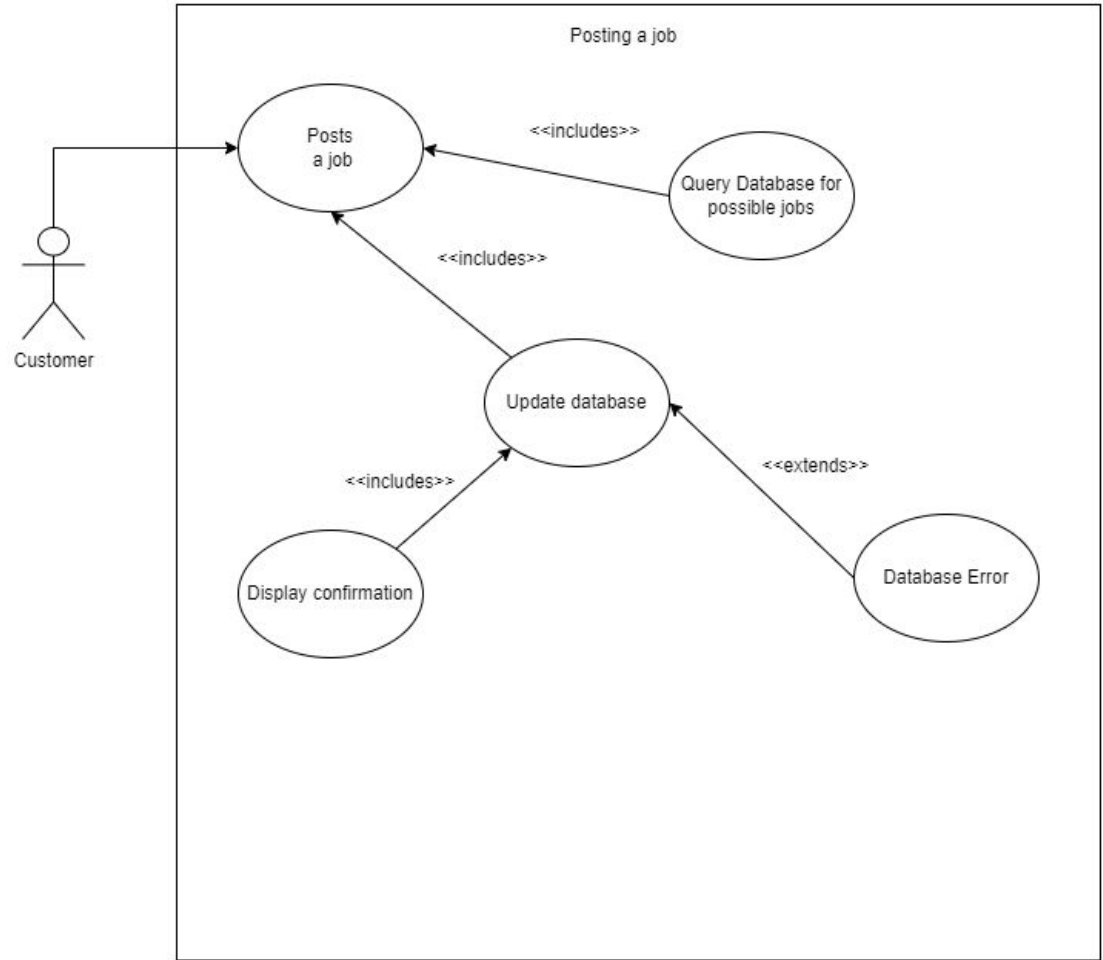 Posting a job
Posts
a job
<<includes>>
Query Database for
possible jobs
<<includes>>
Customer
Update database
<<includes>>
<<extends>>
Display confirmation
Database Error